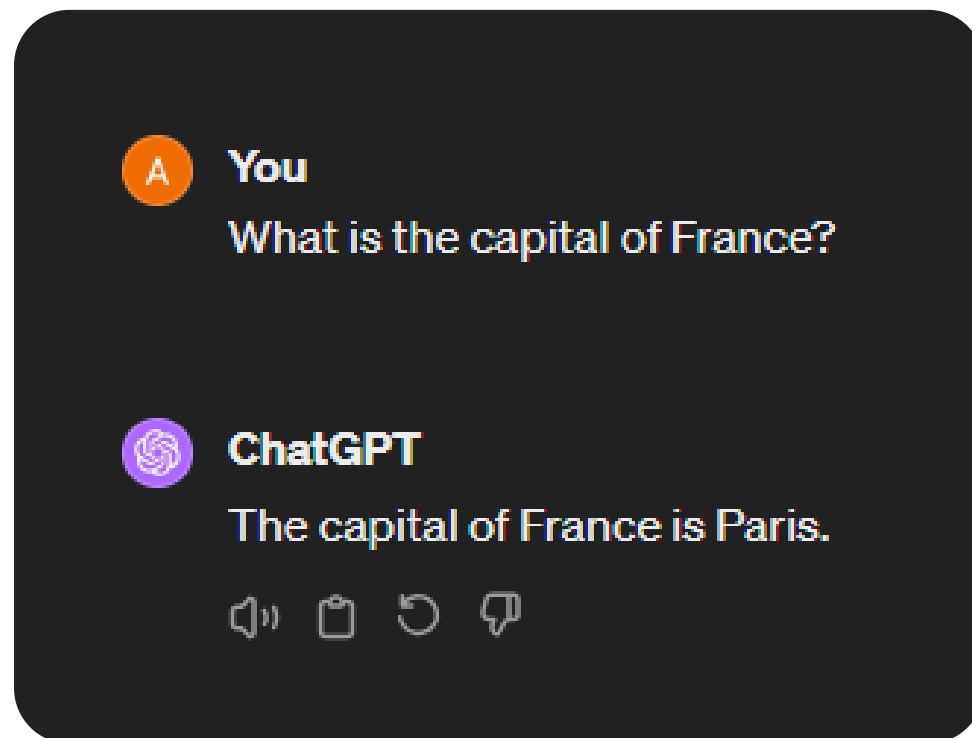 A
You
What is the capital of France?
ChatGPT
The capital of France is Paris.